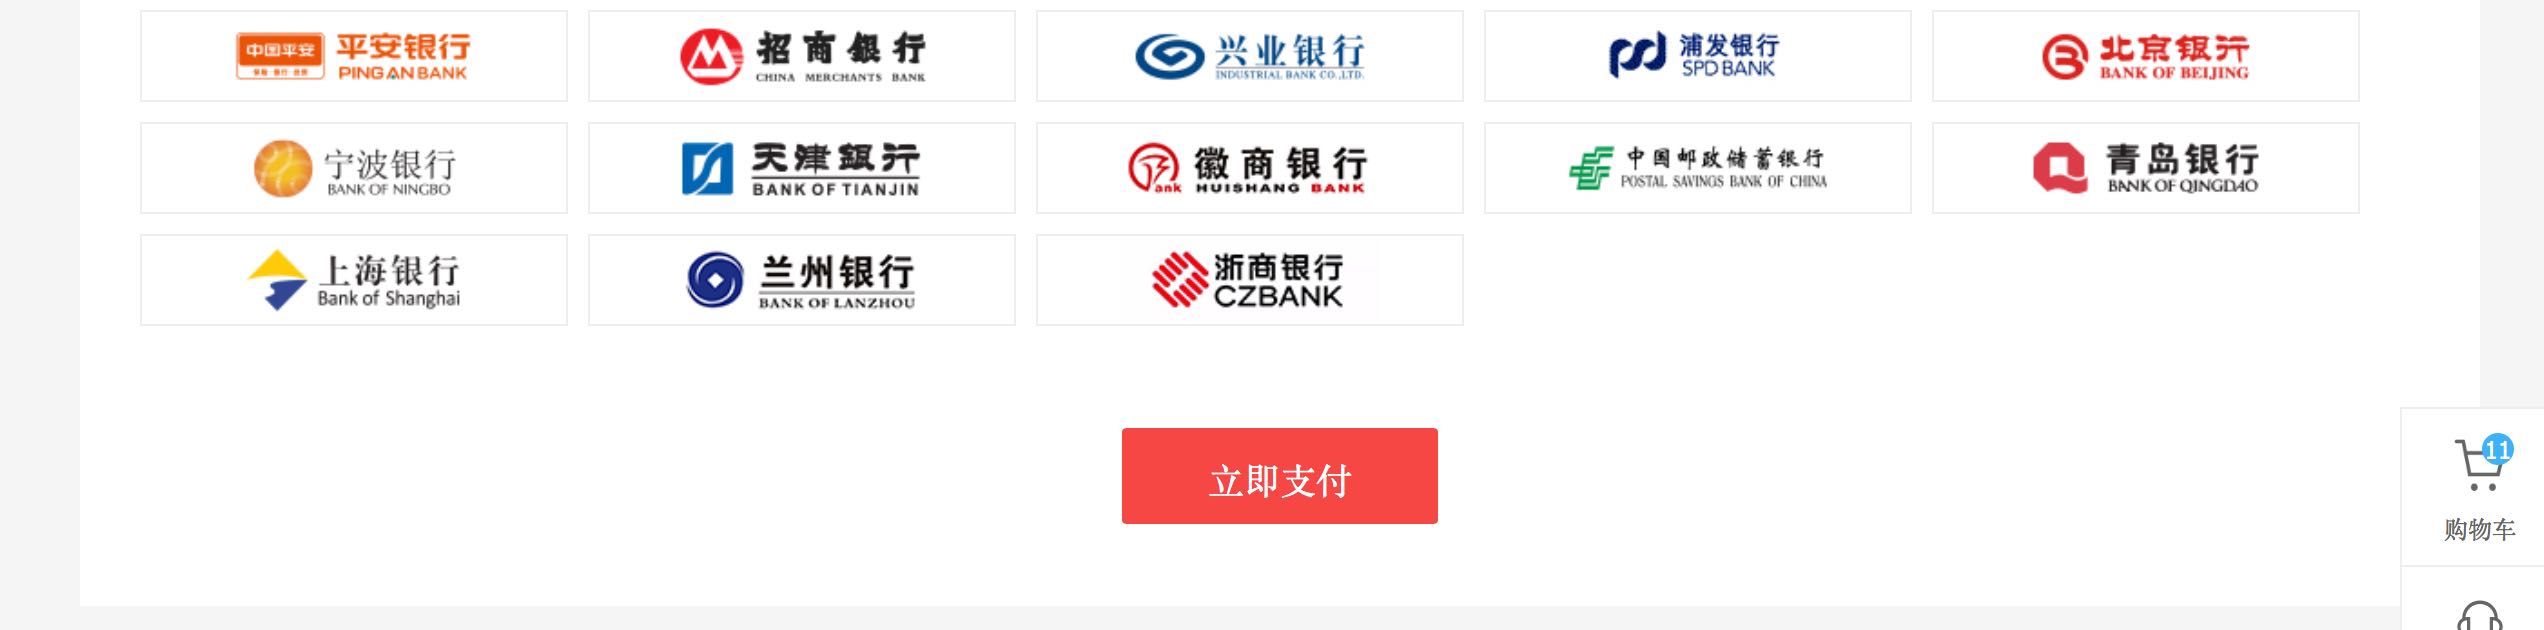 中国平安
平安银行
PING AN BANK
招商银行
CHINA MERCHANTS BANK
兴业银行
INDUSTRIAL BANK CO.,LTD.
浦发银行
SPD BANK
北京银行
BANK OF BEIJING
宁波银行
BANK OF NINGBO
天津銀行
BANK OF TIANJIN
ank
徽商银行
HUISHANG BANK
中国邮政储蓄银行
POSTAL SAVINGS BANK OF CHINA
青岛银行
BANK OF QINGDAO
上海银行
Bank of Shanghai
兰州银行
BANK OF LANZHOU
浙商银行
CZBANK
立即支付
11
购物车